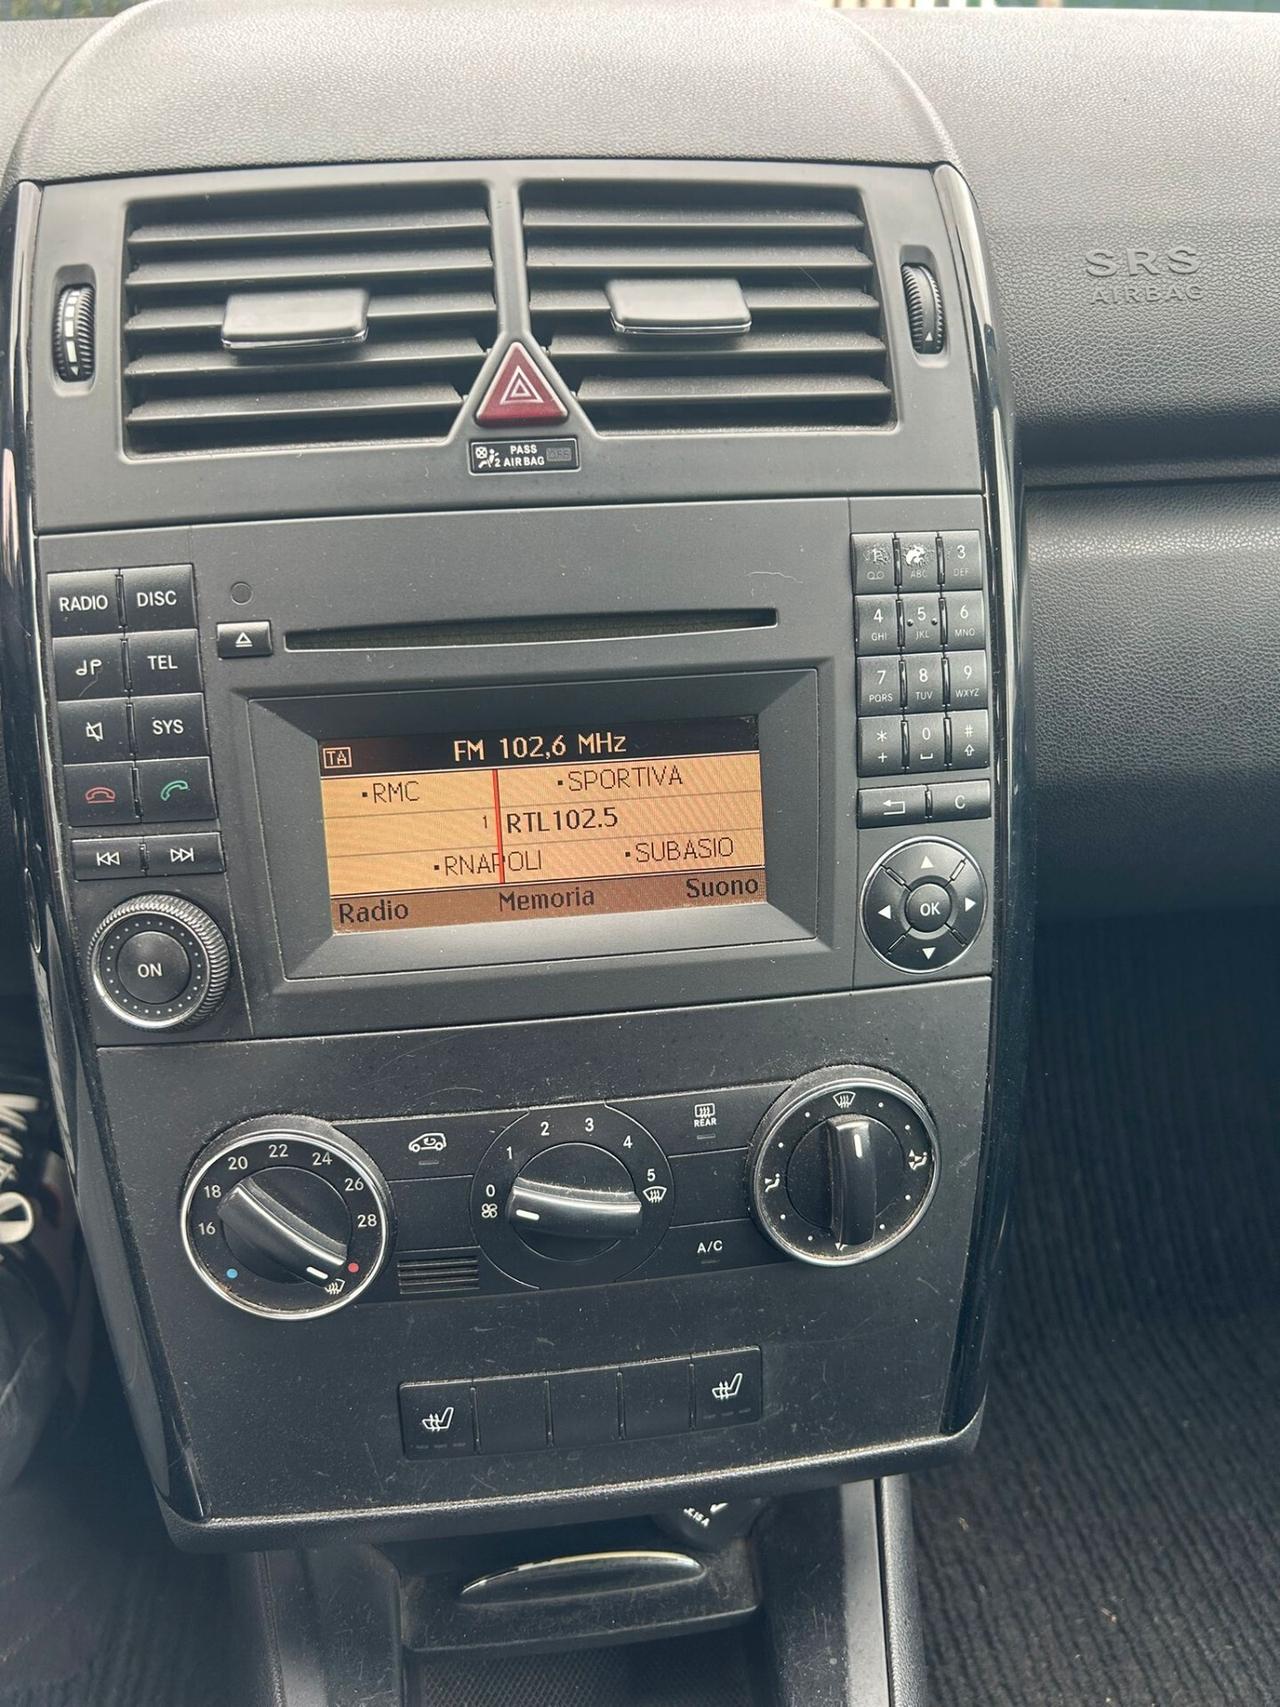 SRS
AIRBAG
PASS
2 AIRBAG OFF
RADIO DISC
TEL
SYS
3
DEF
ABC
4 5 6
GHI JKL MNO
7 8 9
PQRS TUV WXYZ
* 0 #
+
C
OK
TA FM 102,6 MHz
RMC SPORTIVA
1 RTL102.5
RNAPOLI SUBASIO
Radio Memoria Suono
ON
16 18 20 22 24 26 28
0 1 2 3 4 5
REAR
A/C